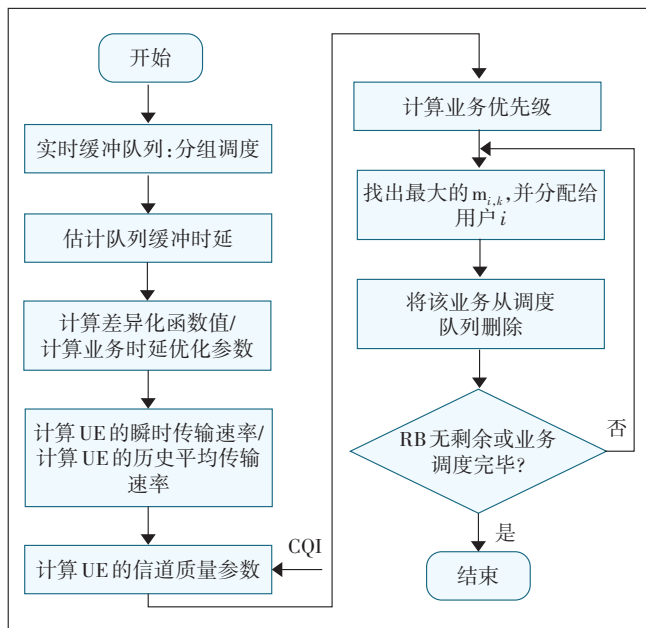 开始
实时缓冲队列:分组调度
估计队列缓冲时延
计算差异化函数值/
计算业务时延优化参数
计算UE的瞬时传输速率/
计算UE的历史平均传输
速率
计算UE的信道质量参数
CQI
计算业务优先级
找出最大的m_{i,k},并分配给
用户i
将该业务从调度
队列删除
RB无剩余或业务
调度完毕?
否
是
结束